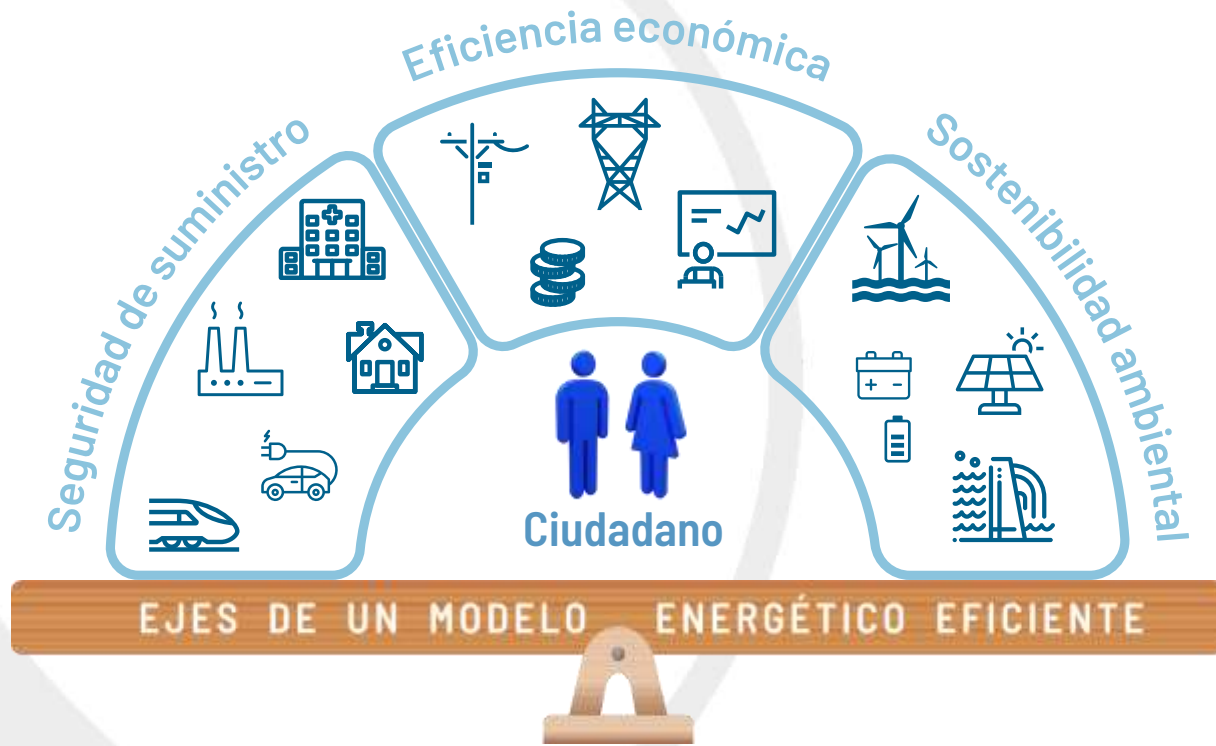 Eficiencia económica
Seguridad de suministro
Sostenibilidad ambiental
Ciudadano
EJES DE UN MODELO ENERGÉTICO EFICIENTE